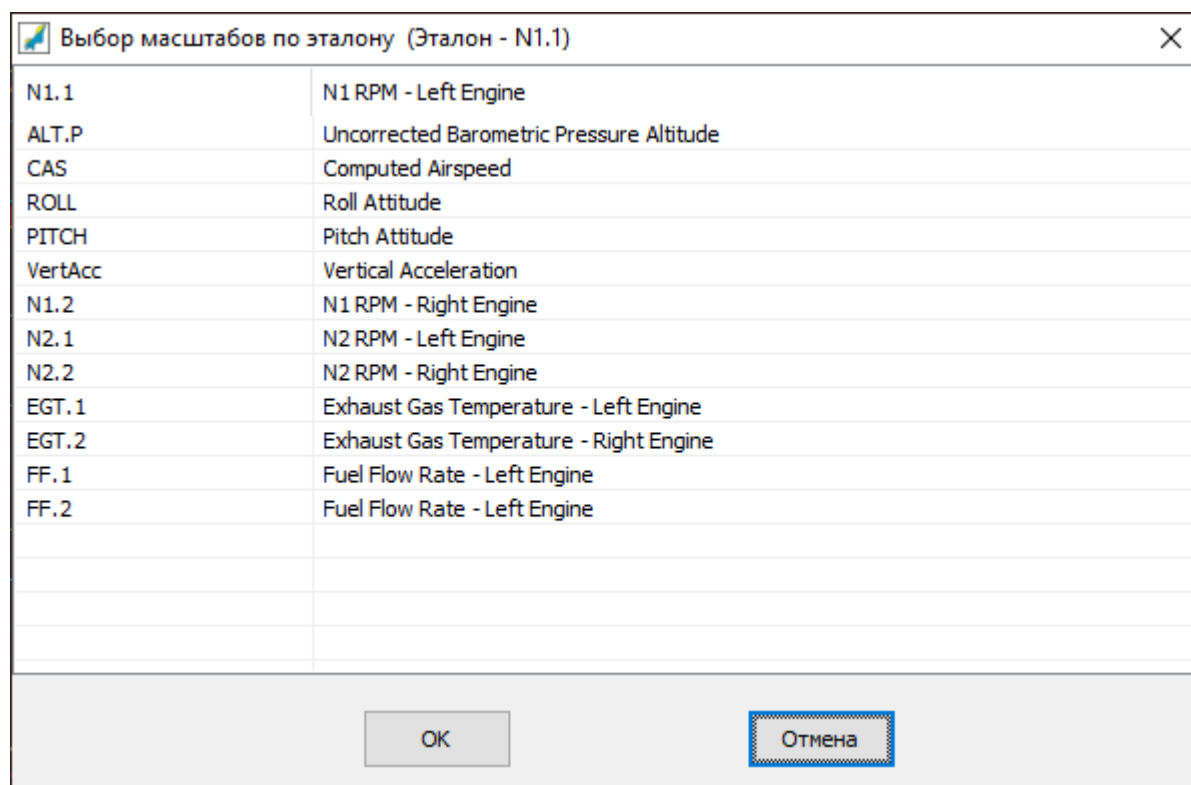 Выбор масштабов по эталону (Эталон - N1.1)
N1.1 N1 RPM - Left Engine
ALT.P Uncorrected Barometric Pressure Altitude
CAS Computed Airspeed
ROLL Roll Attitude
PITCH Pitch Attitude
VertAcc Vertical Acceleration
N1.2 N1 RPM - Right Engine
N2.1 N2 RPM - Left Engine
N2.2 N2 RPM - Right Engine
EGT.1 Exhaust Gas Temperature - Left Engine
EGT.2 Exhaust Gas Temperature - Right Engine
FF.1 Fuel Flow Rate - Left Engine
FF.2 Fuel Flow Rate - Left Engine
OK Отмена